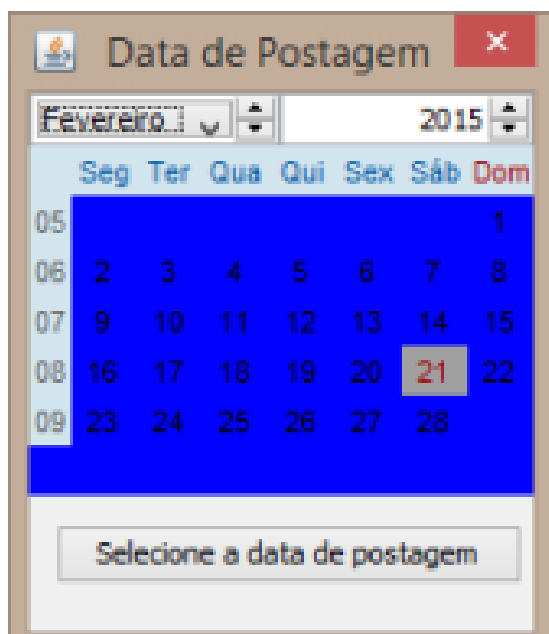 Data de Postagem
Fevereiro 2015
Seg Ter Qua Qui Sex Sáb Dom
05 1
06 2 3 4 5 6 7 8
07 9 10 11 12 13 14 15
08 16 17 18 19 20 21 22
09 23 24 25 26 27 28
Selecione a data de postagem